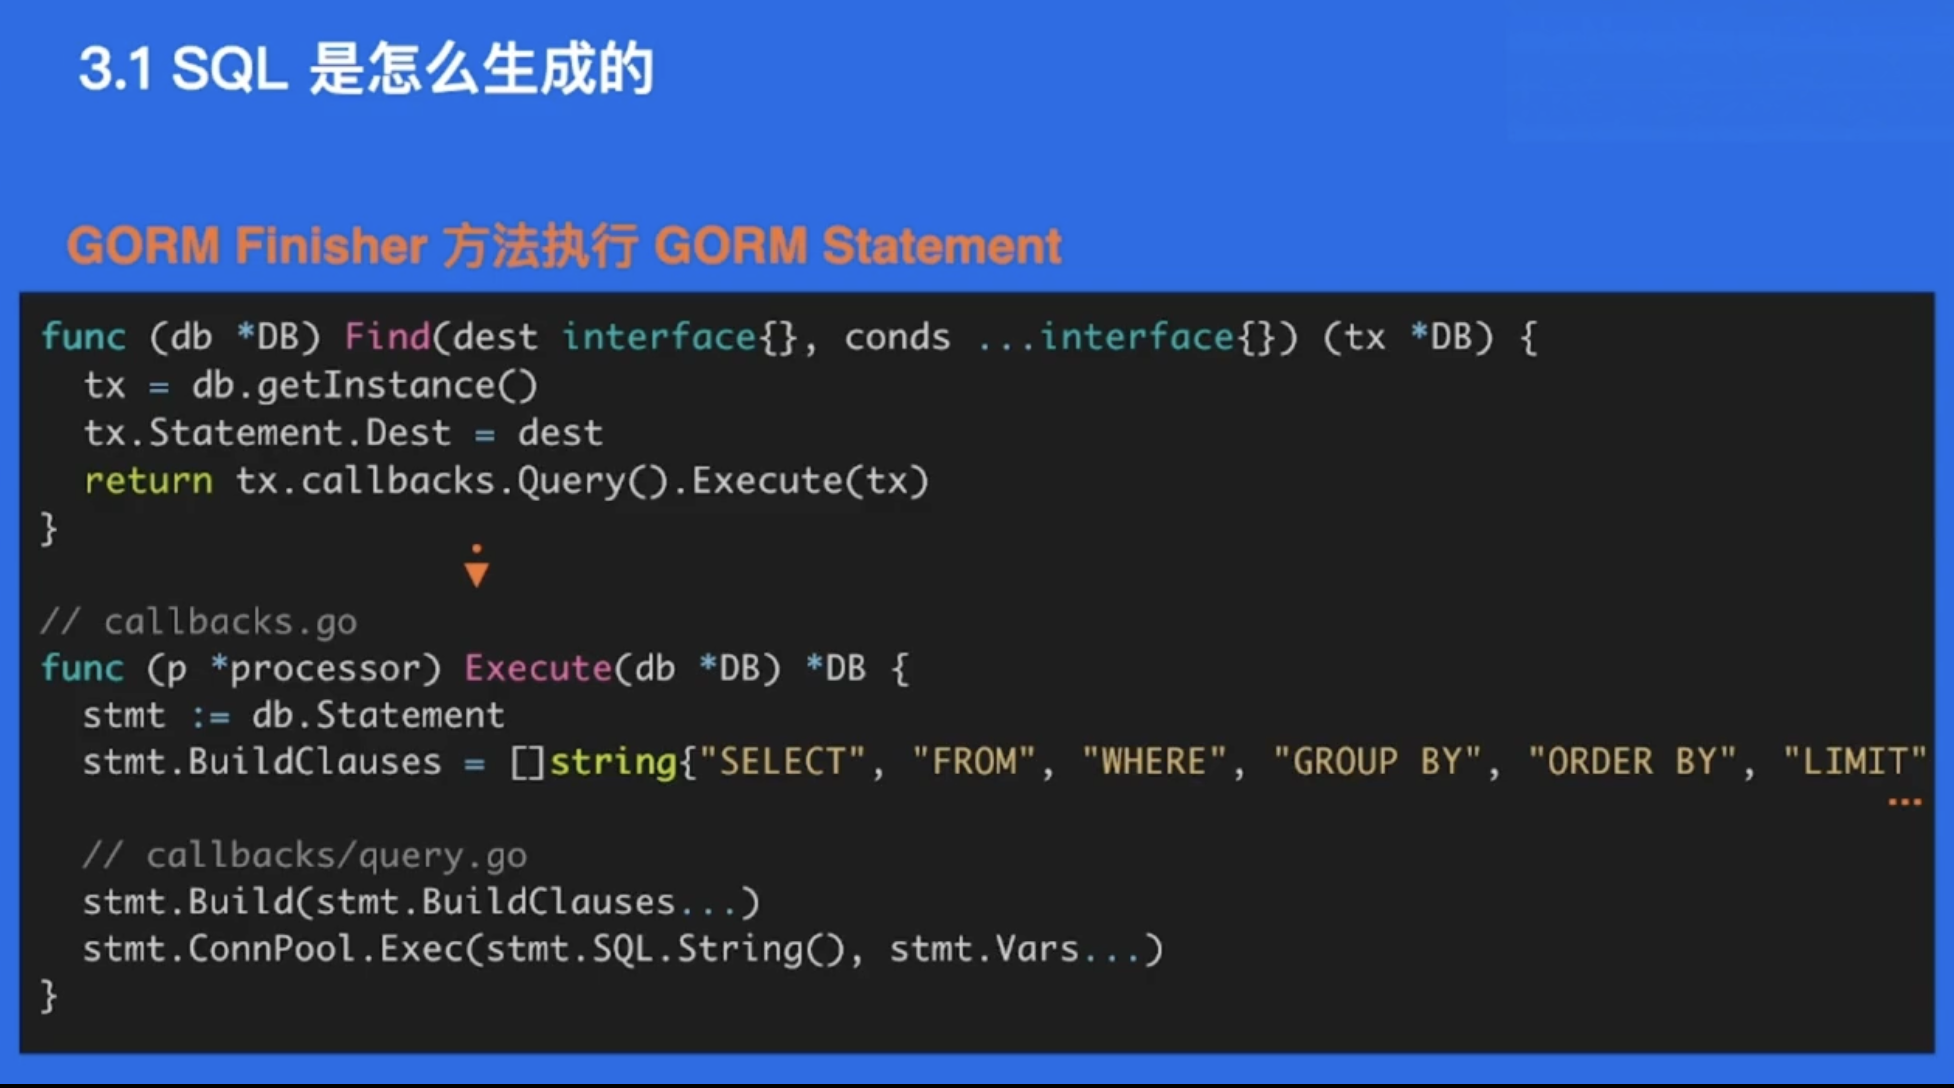 3.1 SQL 是怎么生成的
GORM Finisher 方法执行 GORM Statement
func (db *DB) Find(dest interface{}, conds ...interface{}) (tx *DB) {
  tx = db.getInstance()
  tx.Statement.Dest = dest
  return tx.callbacks.Query().Execute(tx)
}
// callbacks.go
func (p *processor) Execute(db *DB) *DB {
  stmt := db.Statement
  stmt.BuildClauses = []string{"SELECT", "FROM", "WHERE", "GROUP BY", "ORDER BY", "LIMIT"
...
  // callbacks/query.go
  stmt.Build(stmt.BuildClauses...)
  stmt.ConnPool.Exec(stmt.SQL.String(), stmt.Vars...)
}